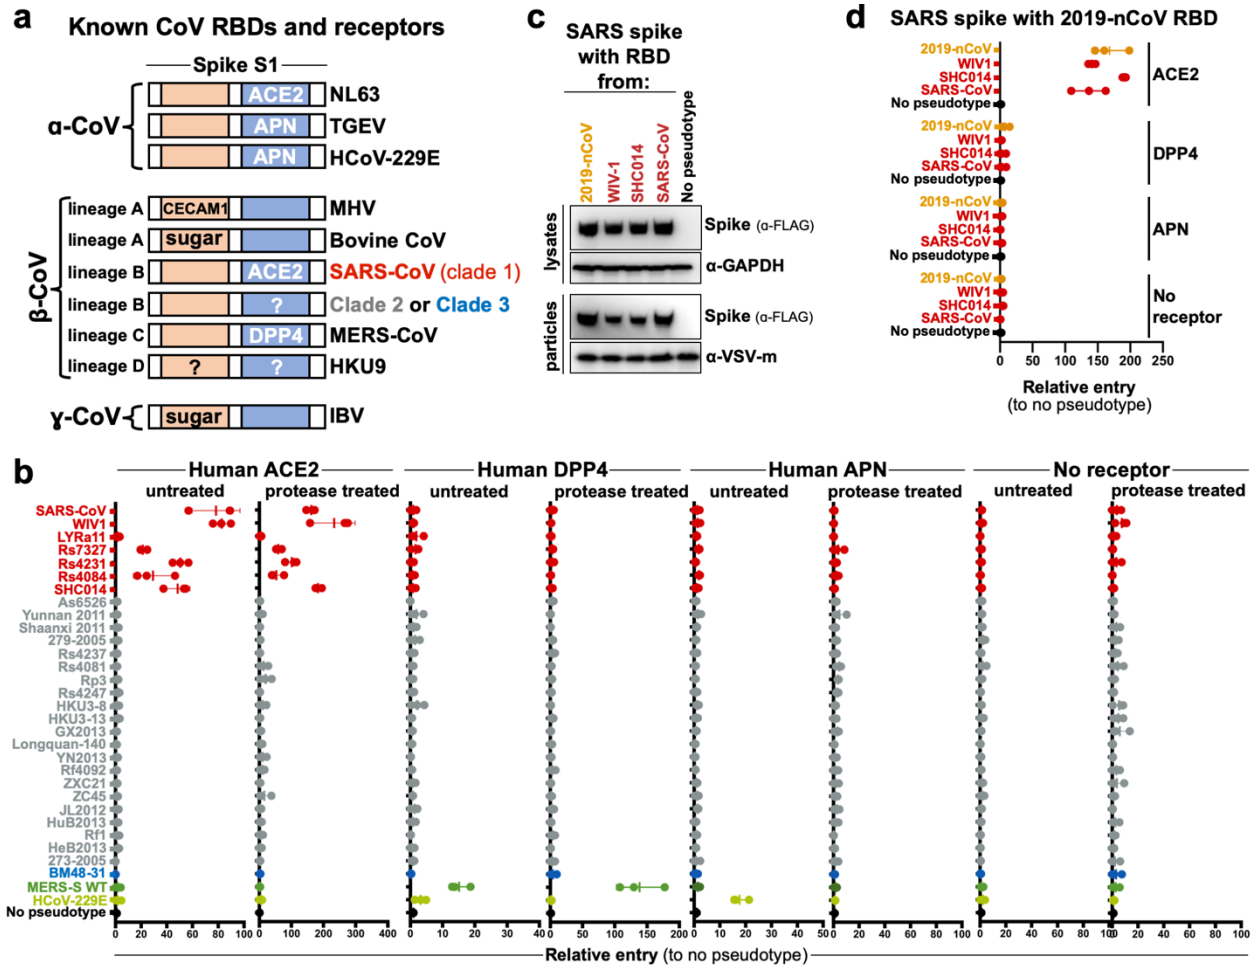 a
Known CoV RBDs and receptors
Spike S1
α-CoV
ACE2 NL63
APN TGEV
APN HCoV-229E
β-CoV
lineage A CECAM1 MHV
lineage A sugar Bovine CoV
lineage B ACE2 SARS-CoV (clade 1)
lineage B ? Clade 2 or Clade 3
lineage C DPP4 MERS-CoV
lineage D ? ? HKU9
ɣ-CoV sugar IBV
c
SARS spike
with RBD
from:
2019-nCoV
WIV-1
SHC014
SARS-CoV
No pseudotype
lysates
Spike (α-FLAG)
α-GAPDH
particles
Spike (α-FLAG)
α-VSV-m
d
SARS spike with 2019-nCoV RBD
2019-nCoV
WIV1
SHC014
SARS-CoV
No pseudotype
ACE2
2019-nCoV
WIV1
SHC014
SARS-CoV
No pseudotype
DPP4
2019-nCoV
WIV1
SHC014
SARS-CoV
No pseudotype
APN
2019-nCoV
WIV1
SHC014
SARS-CoV
No pseudotype
No
receptor
0 50 100 150 200 250
Relative entry
(to no pseudotype)
b
Human ACE2 Human DPP4 Human APN No receptor
untreated protease treated untreated protease treated untreated protease treated untreated protease treated
SARS-CoV
WIV1
LYRa11
Rs7327
Rs4231
Rs4084
SHC014
As6526
Yunnan 2011
Shaanxi 2011
279-2005
Rs4237
Rs4081
Rp3
Rs4247
HKU3-8
HKU3-13
GX2013
Longquan-140
YN2013
Rf4092
ZXC21
ZC45
JL2012
HuB2013
Rf1
HeB2013
273-2005
BM48-31
MERS-S WT
HCoV-229E
No pseudotype
0 20 40 60 80 100 0 100 200 300 400 0 10 20 30 40 0 50 100 150 200 0 10 20 30 40 50 0 20 40 60 80 100 0 20 40 60 80 100 0 20 40 60 80 100
Relative entry (to no pseudotype)